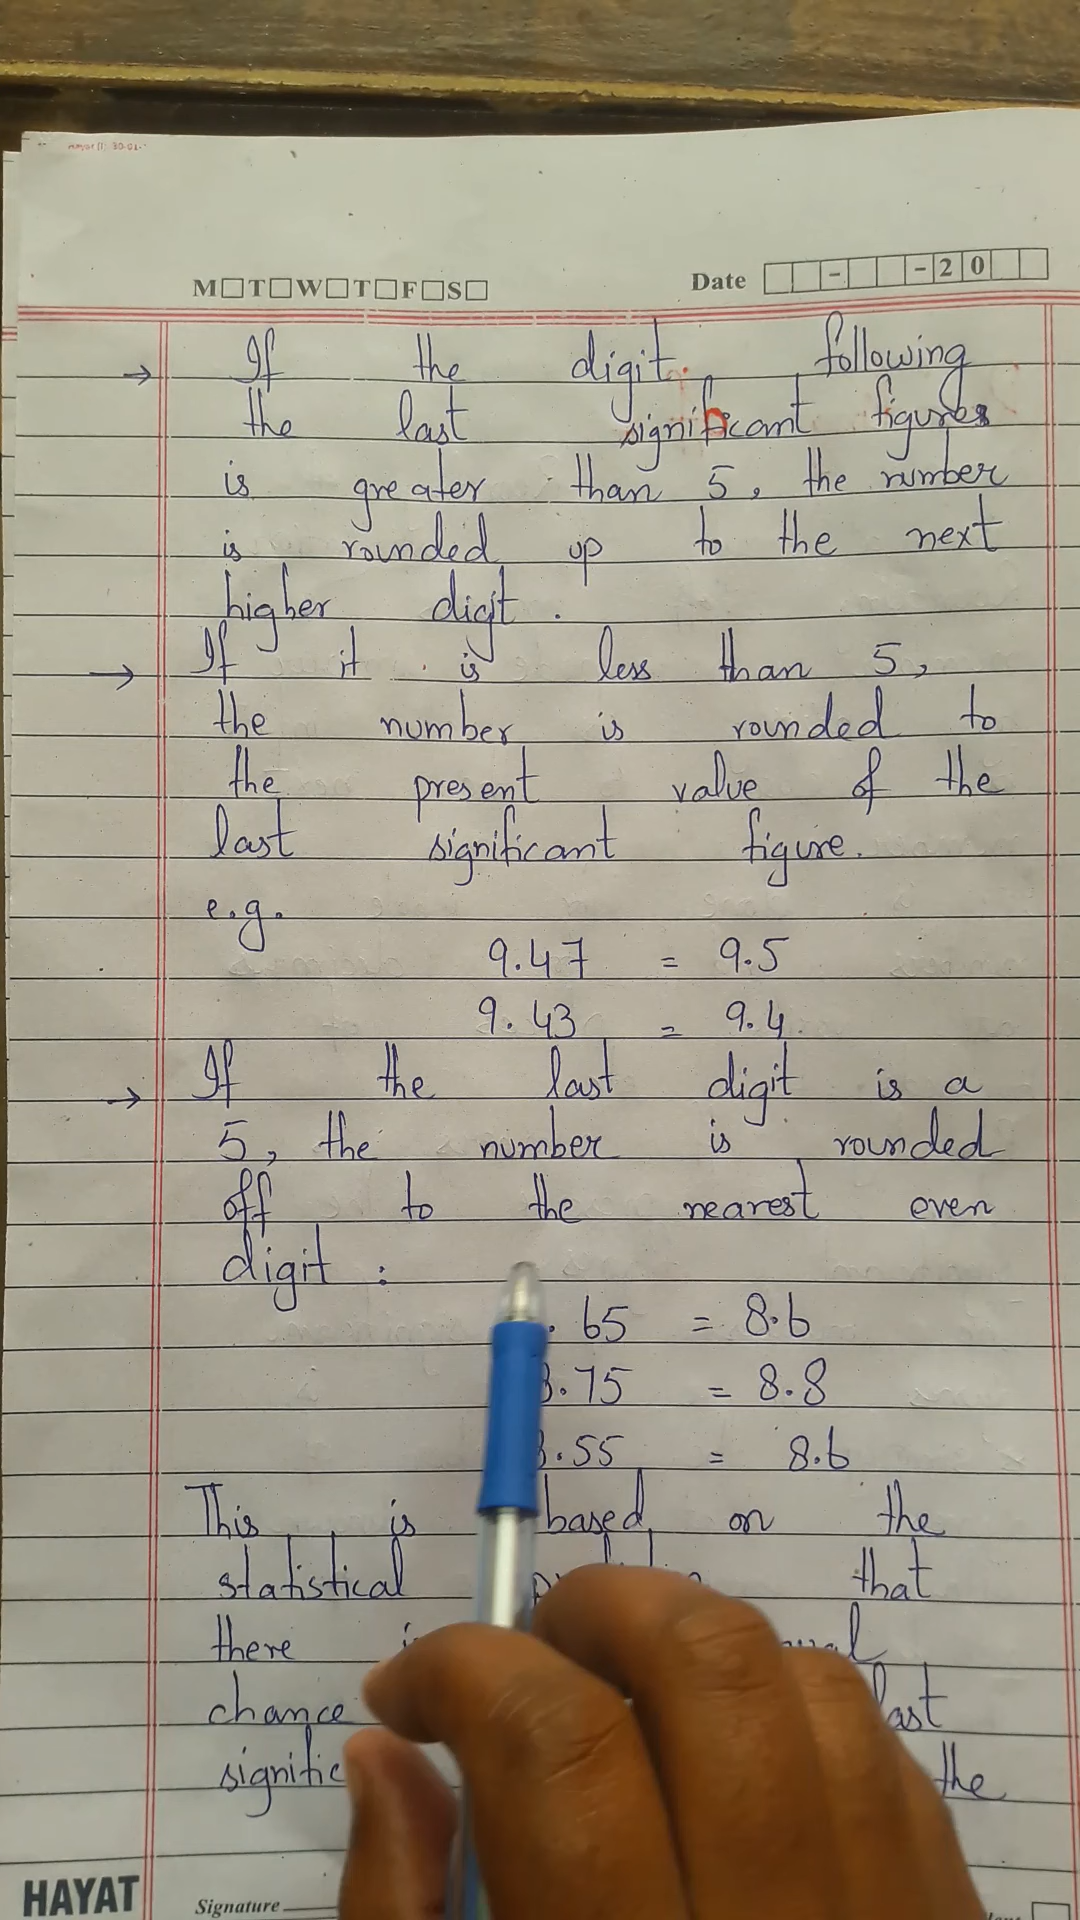 M☐T☐W☐T☐F☐S☐
Date - -20
→ If the digit following
the last significant figures
is greater than 5, the number
is rounded up to the next
higher digit.
→ If it is less than 5,
the number is rounded to
the present value of the
last significant figure.
e.g.
9.47 = 9.5
9.43 = 9.4
→ If the last digit is a
5, the number is rounded
off to the nearest even
digit :
.65 = 8.6
8.75 = 8.8
8.55 = 8.6
This is based on the
statistical that
there
chance last
the
HAYAT
Signature